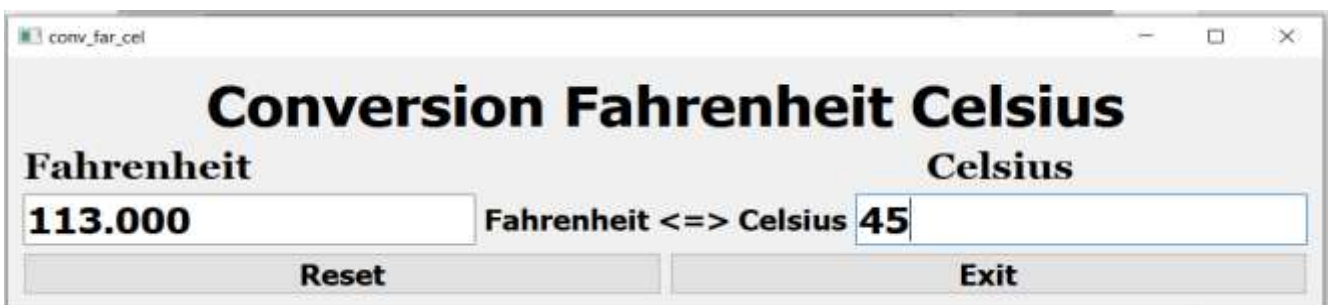 conv_far_cel
Conversion Fahrenheit Celsius
Fahrenheit Celsius
113.000 Fahrenheit <=> Celsius 45
Reset Exit